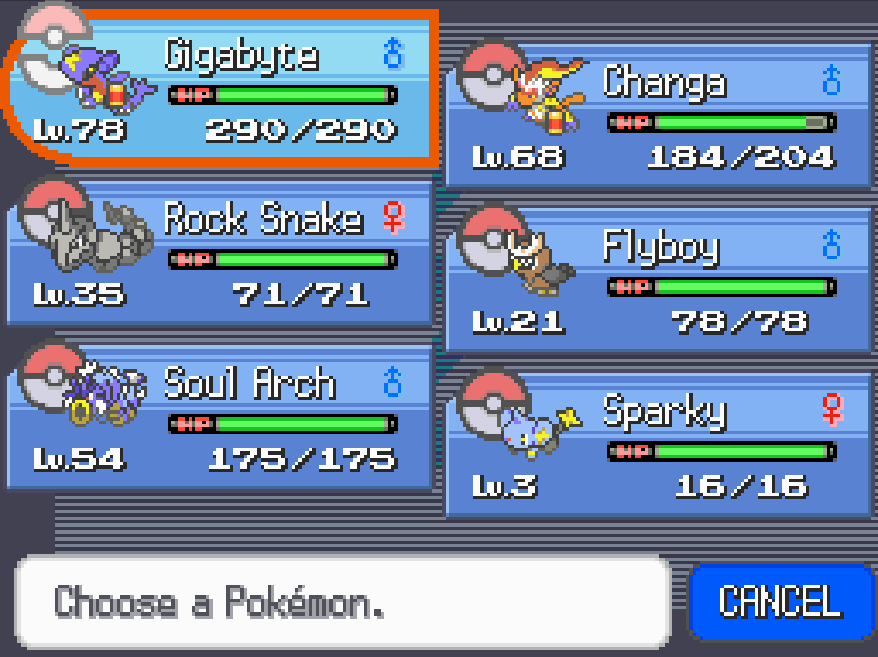 Gigabyte ♂
HP
Lv.78 290/290
Changa ♂
HP
Lv.68 184/204
Rock Snake ♀
HP
Lv.35 71/71
Flyboy ♂
HP
Lv.21 78/78
Soul Arch ♂
HP
Lv.54 175/175
Sparky ♀
HP
Lv.3 16/16
Choose a Pokémon.
CANCEL